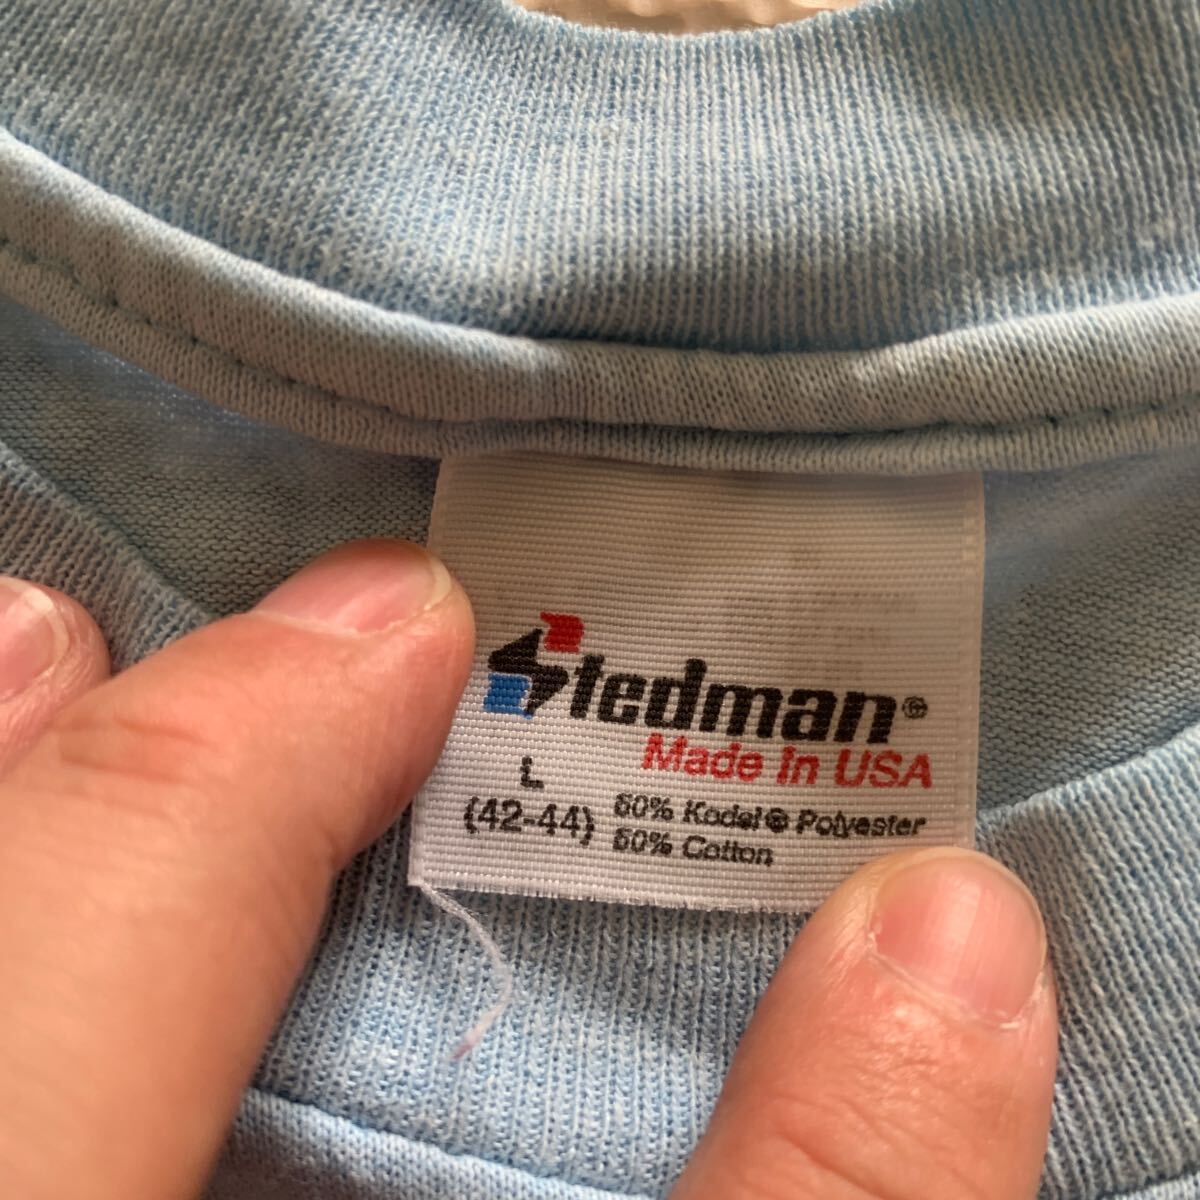 Stedman®
Made In USA
L
(42-44)
50% Kodel® Polyester
50% Cotton